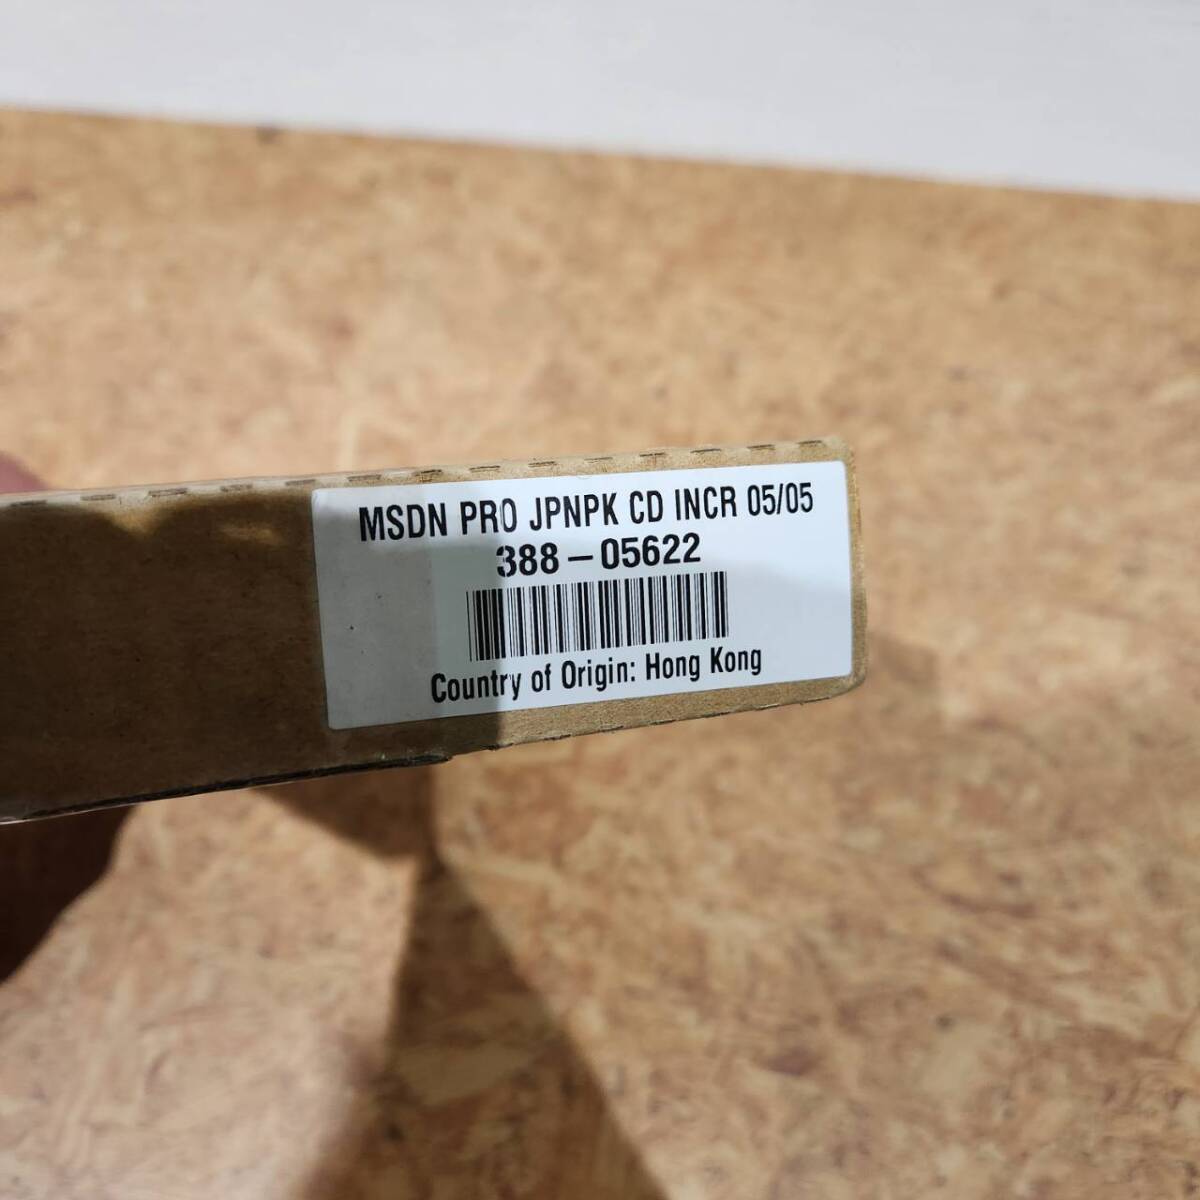 MSDN PRO JPNPK CD INCR 05/05
388-05622
Country of Origin: Hong Kong